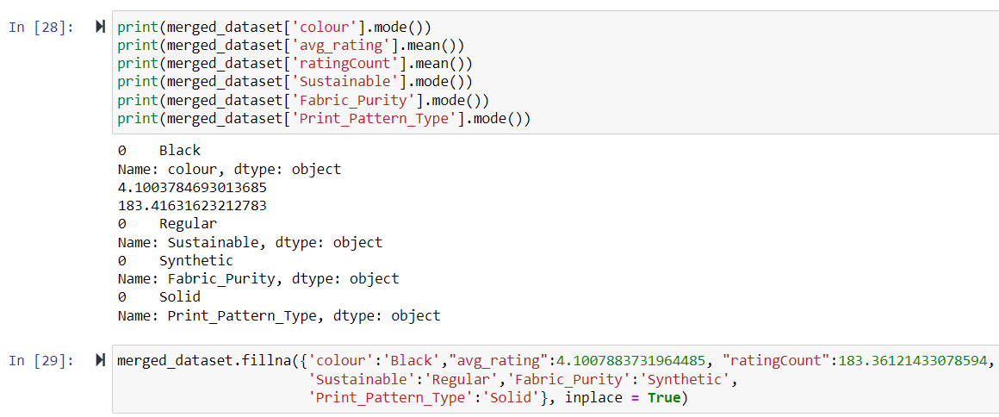 In [28]:
print(merged_dataset['colour'].mode())
print(merged_dataset['avg_rating'].mean())
print(merged_dataset['ratingCount'].mean())
print(merged_dataset['Sustainable'].mode())
print(merged_dataset['Fabric_Purity'].mode())
print(merged_dataset['Print_Pattern_Type'].mode())
0    Black
Name: colour, dtype: object
4.1003784693013685
183.41631623212783
0    Regular
Name: Sustainable, dtype: object
0    Synthetic
Name: Fabric_Purity, dtype: object
0    Solid
Name: Print_Pattern_Type, dtype: object
In [29]:
merged_dataset.fillna({'colour':'Black',"avg_rating":4.1007883731964485, "ratingCount":183.36121433078594,
'Sustainable':'Regular','Fabric_Purity':'Synthetic',
'Print_Pattern_Type':'Solid'}, inplace = True)